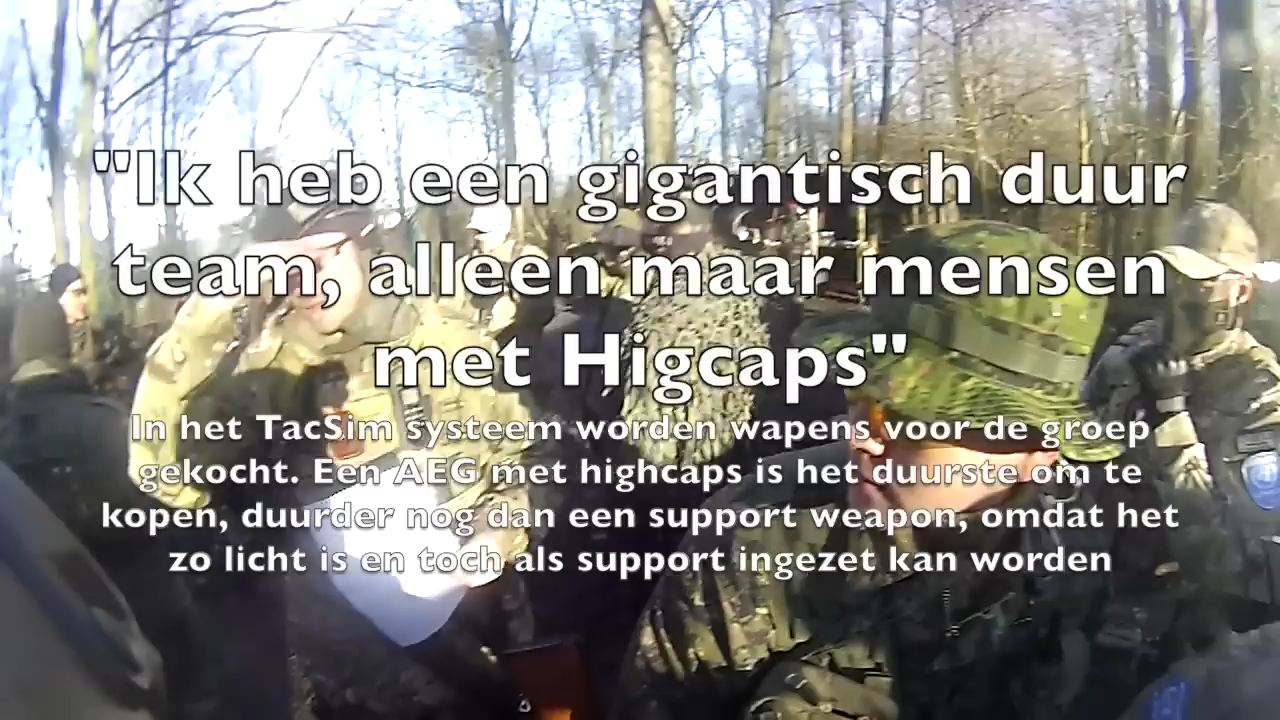 "Ik heb een gigantisch duur
team, alleen maar mensen
met Higcaps"
In het TacSim systeem worden wapens voor de groep
gekocht. Een AEG met highcaps is het duurste om te
kopen, duurder nog dan een support weapon, omdat het
zo licht is en toch als support ingezet kan worden